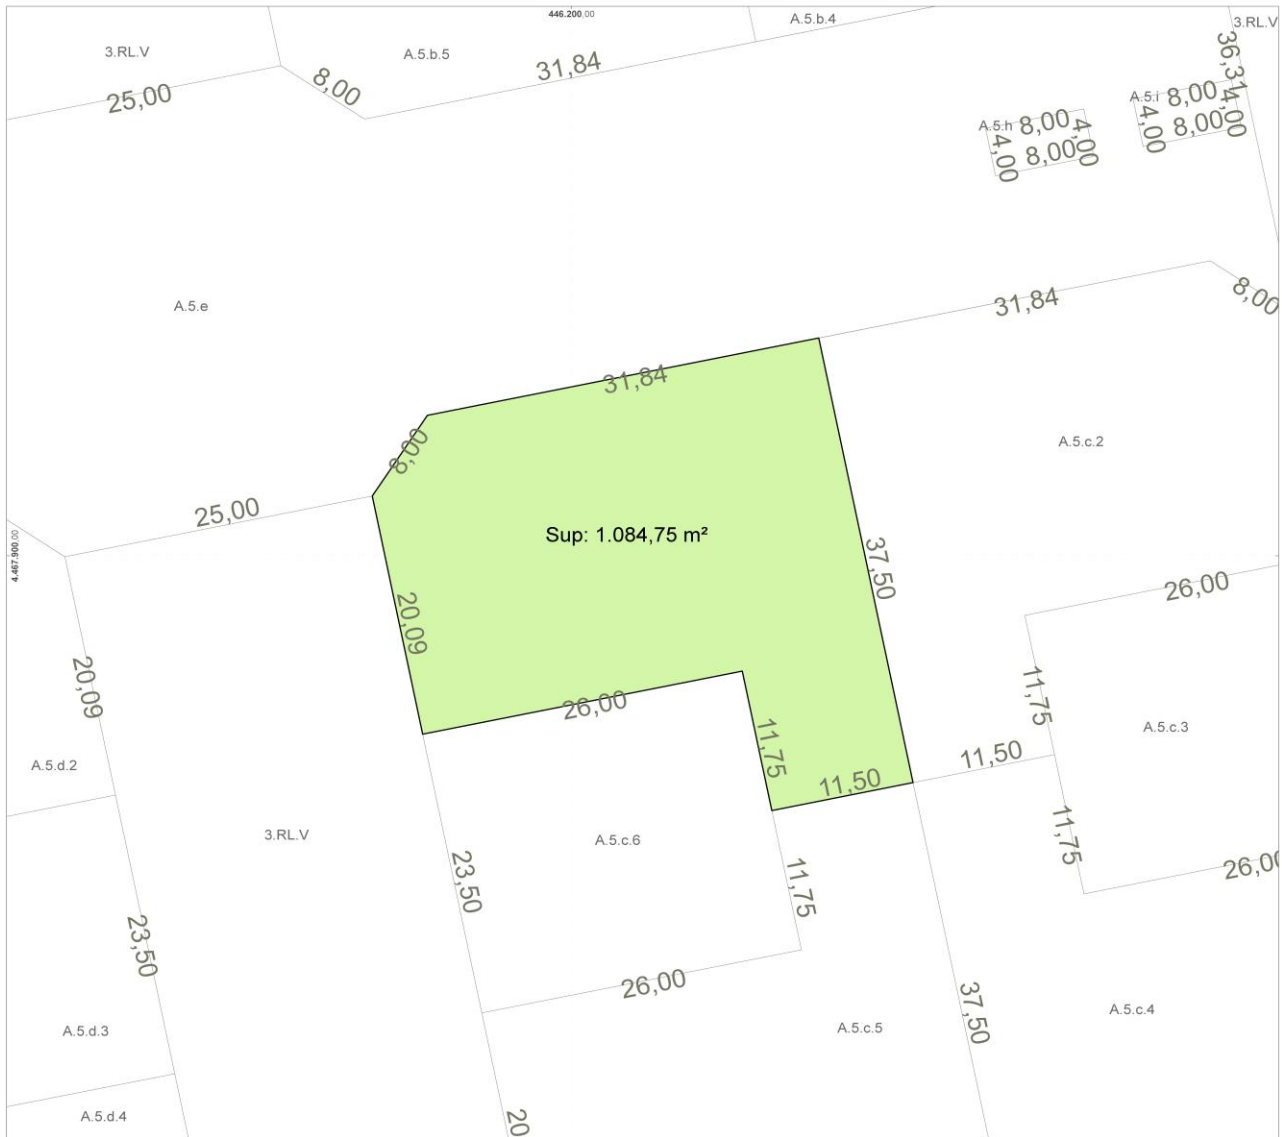 446.200,00
A.5.b.4
3.RL.V
3.RL.V
A.5.b.5
31,84
36,31
25,00
8,00
A.5.i
8,00
4,00
4,00
8,00
A.5.h
8,00
4,00
4,00
8,00
A.5.e
31,84
8,00
31,84
8,00
A.5.c.2
25,00
Sup: 1.084,75 m²
4.467.900,00
37,50
26,00
20,09
20,09
11,75
26,00
11,75
A.5.c.3
A.5.d.2
11,50
11,50
3.RL.V
A.5.c.6
11,75
26,00
23,50
11,75
23,50
26,00
37,50
A.5.c.4
A.5.d.3
A.5.c.5
A.5.d.4
20